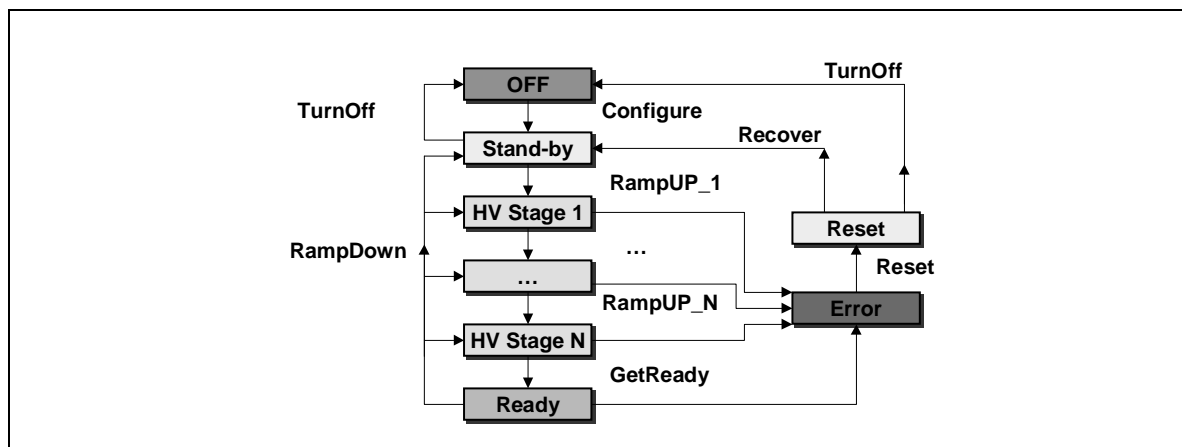 OFF
TurnOff
TurnOff
Configure
Recover
Stand-by
RampUP_1
HV Stage 1
Reset
RampDown
...
Reset
...
RampUP_N
Error
HV Stage N
GetReady
Ready